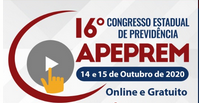 16º CONGRESSO ESTADUAL
DE PREVIDÊNCIA
APEPREM
14 e 15 de Outubro de 2020
Online e Gratuito